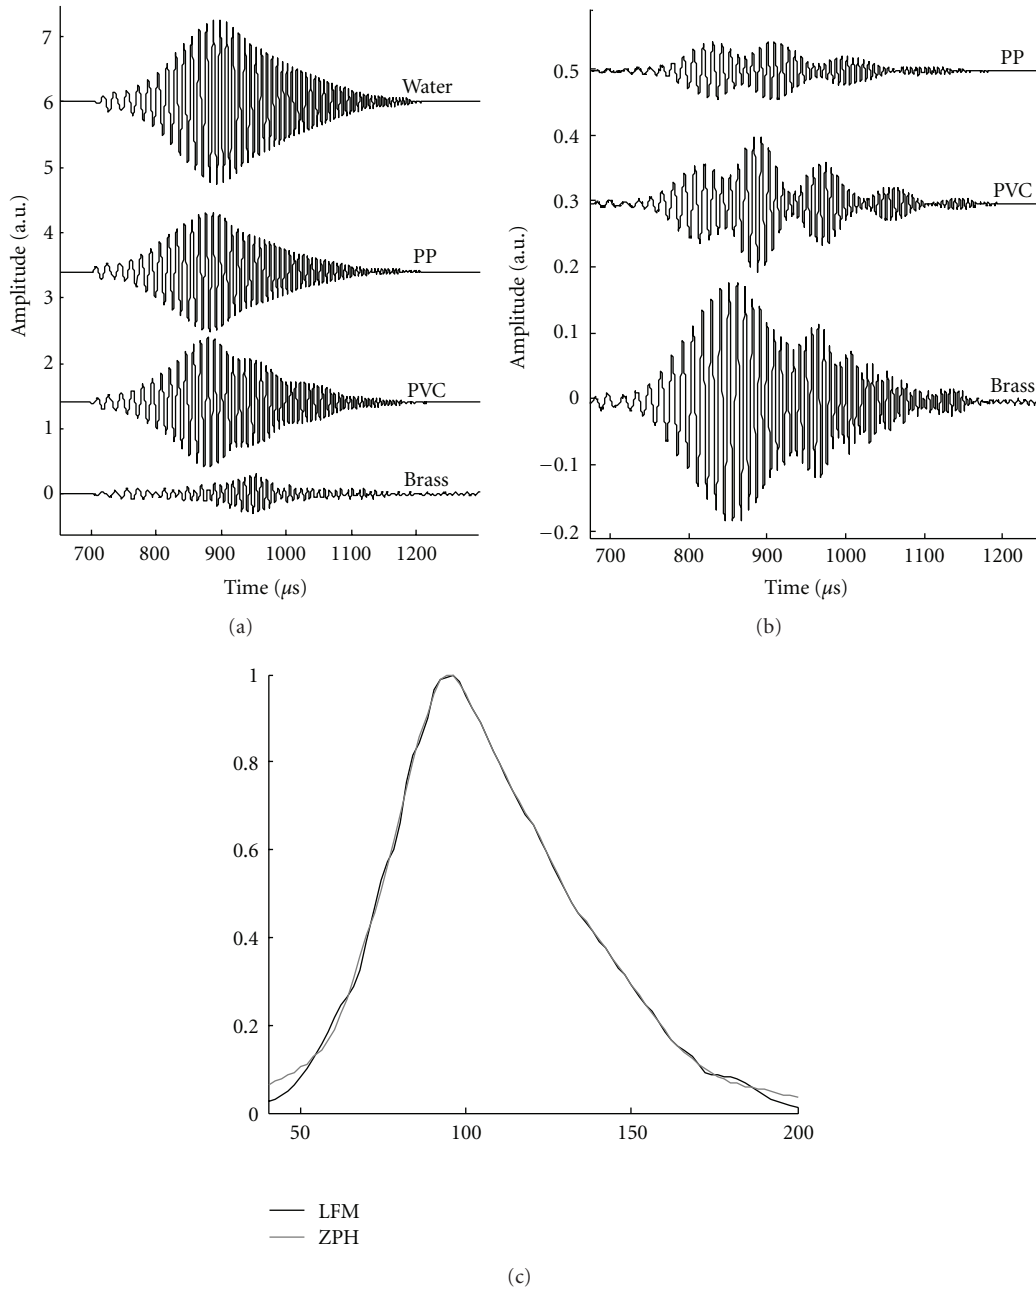 7
6
5
4
3
2
1
0
Water
PP
PVC
Brass
Amplitude (a.u.)
700 800 900 1000 1100 1200
Time (μs)
(a)
0.5
0.4
0.3
0.2
0.1
0
−0.1
−0.2
PP
PVC
Brass
Amplitude (a.u.)
700 800 900 1000 1100 1200
Time (μs)
(b)
1
0.8
0.6
0.4
0.2
0
50 100 150 200
LFM
ZPH
(c)